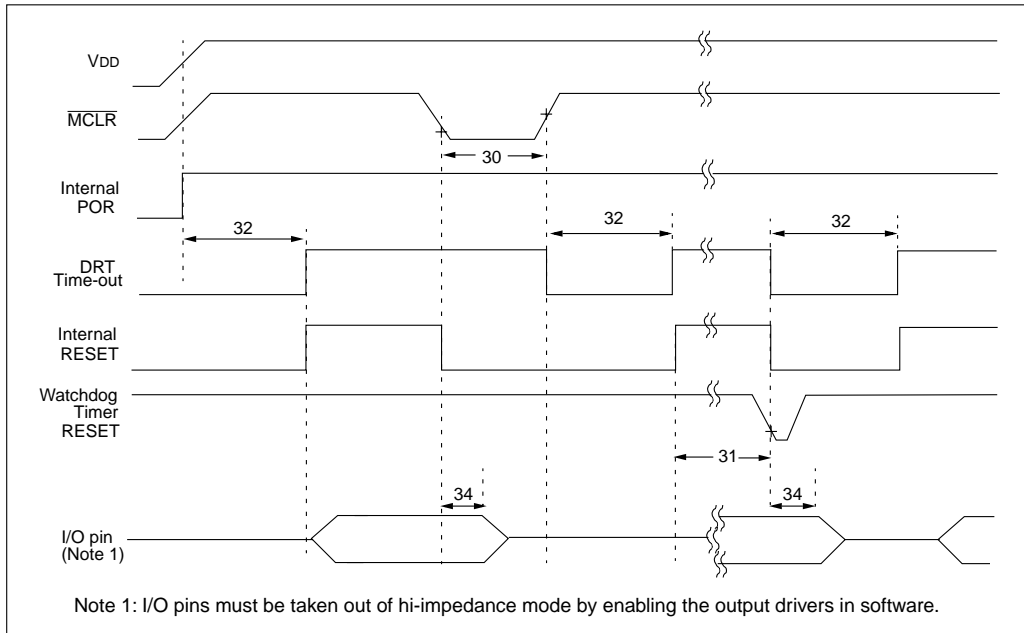 VDD
MCLR
30
Internal
POR
32
32
32
DRT
Time-out
Internal
RESET
Watchdog
Timer
RESET
31
34
34
I/O pin
(Note 1)
Note 1: I/O pins must be taken out of hi-impedance mode by enabling the output drivers in software.